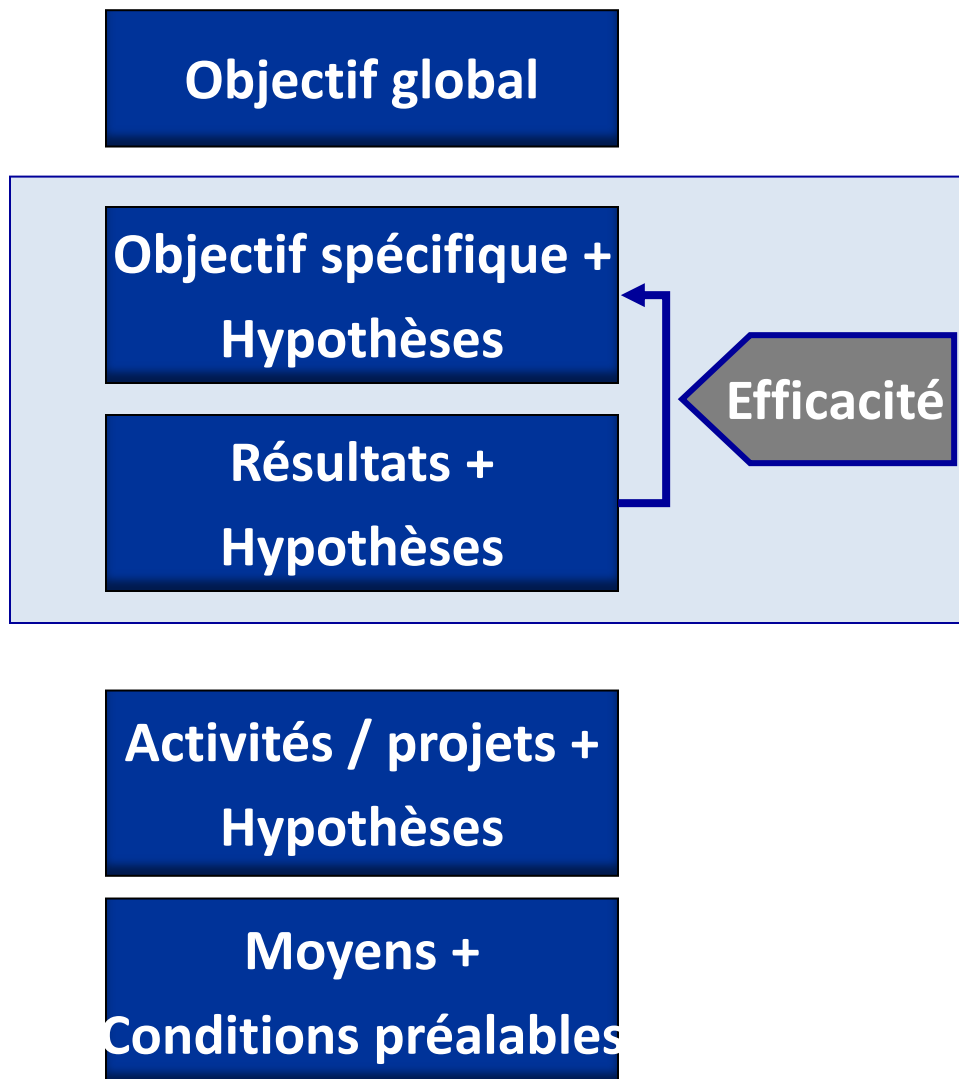 Objectif global
Objectif spécifique +
Hypothèses
Efficacité
Résultats +
Hypothèses
Activités / projets +
Hypothèses
Moyens +
Conditions préalables